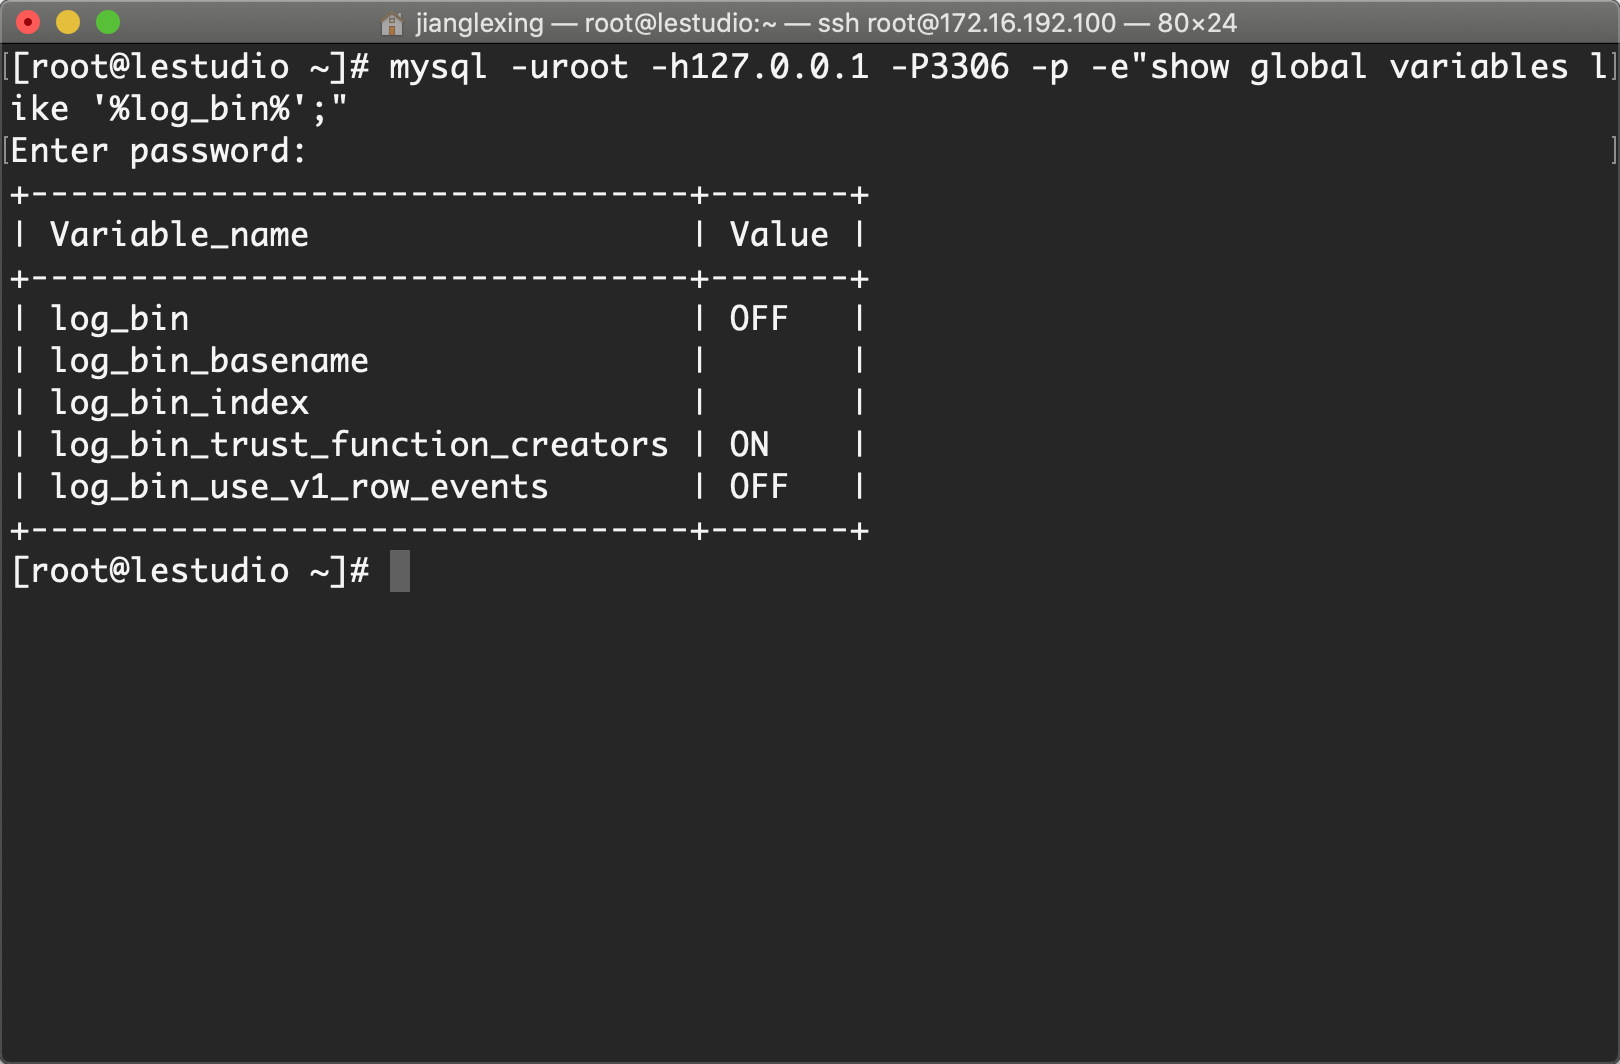 jianglexing — root@lestudio:~ — ssh root@172.16.192.100 — 80×24
[root@lestudio ~]# mysql -uroot -h127.0.0.1 -P3306 -p -e"show global variables l
ike '%log_bin%';"
Enter password:
+---------------------------------+-------+
| Variable_name                   | Value |
+---------------------------------+-------+
| log_bin                         | OFF   |
| log_bin_basename                |       |
| log_bin_index                   |       |
| log_bin_trust_function_creators | ON    |
| log_bin_use_v1_row_events       | OFF   |
+---------------------------------+-------+
[root@lestudio ~]#